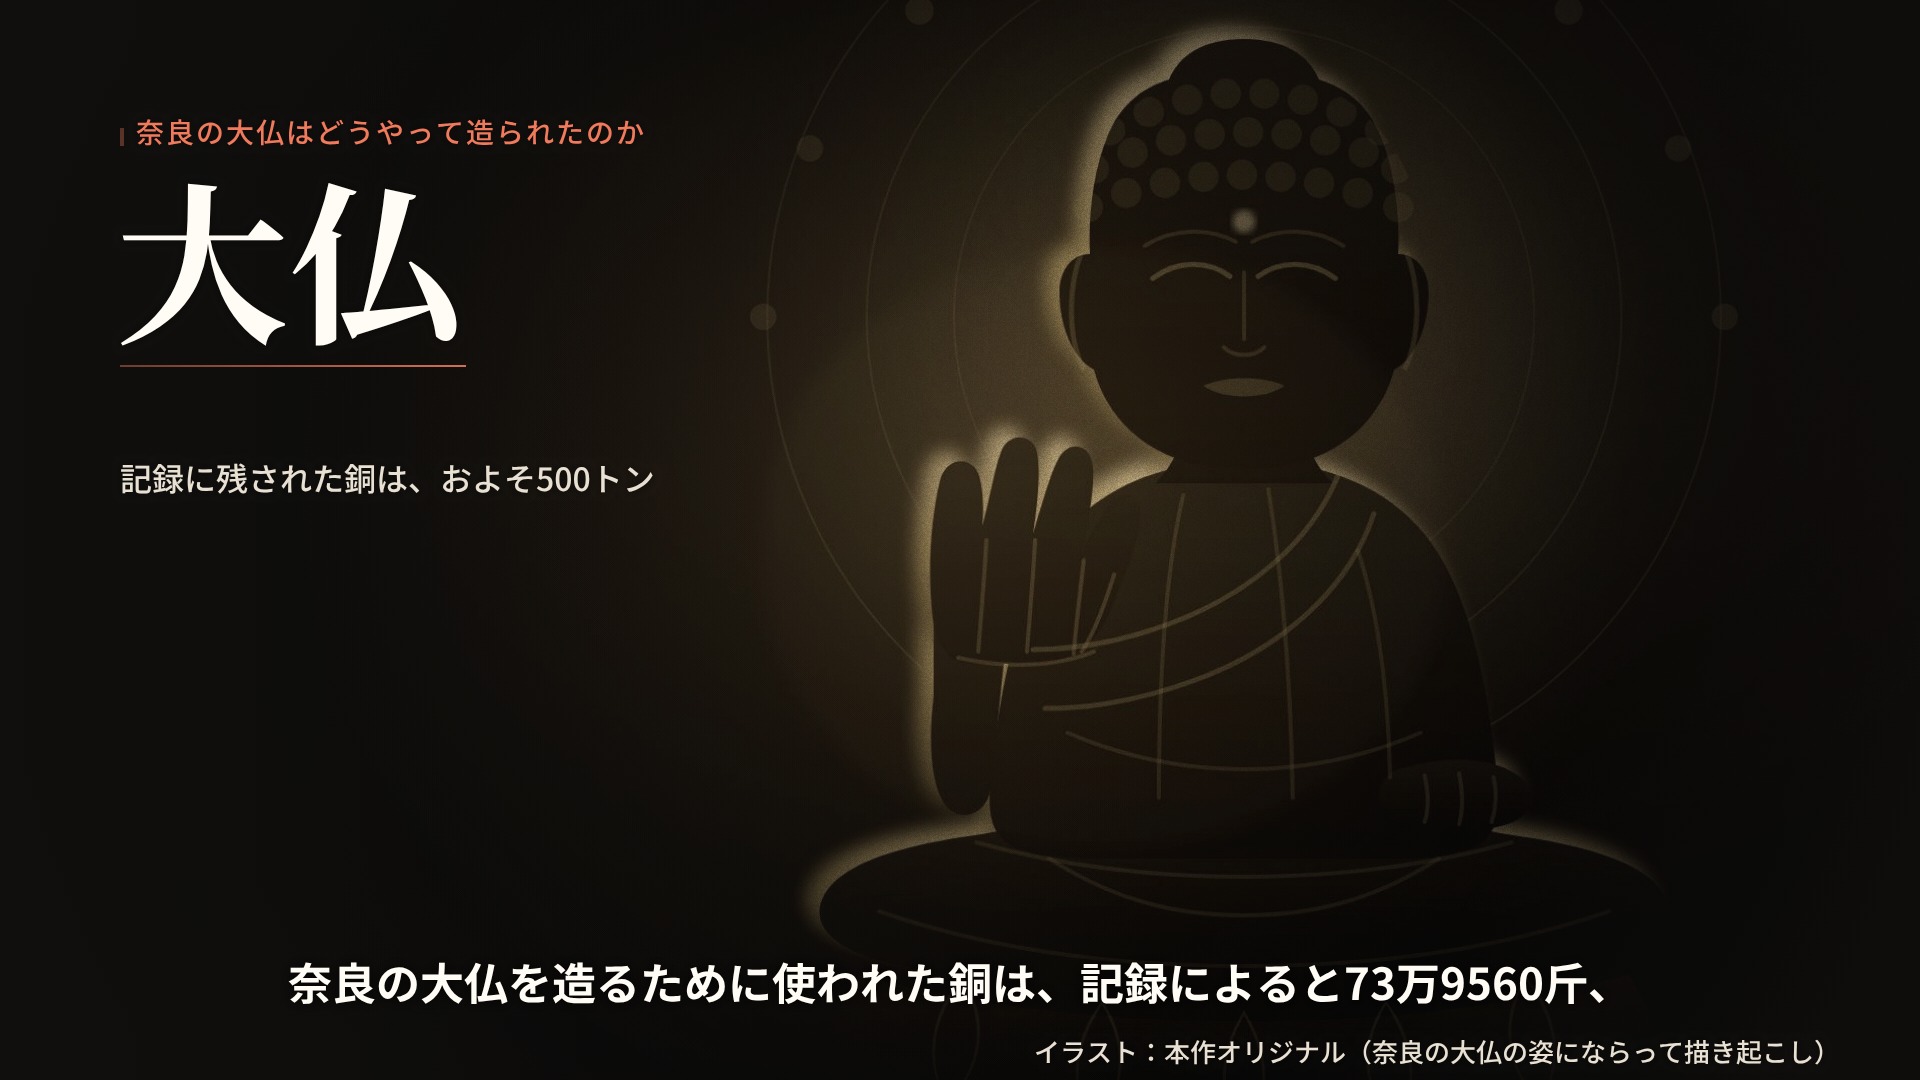 奈良の大仏はどうやって造られたのか
大仏
記録に残された銅は、およそ500トン
奈良の大仏を造るために使われた銅は、記録によると73万9560斤、
イラスト：本作オリジナル（奈良の大仏の姿にならって描き起こし）